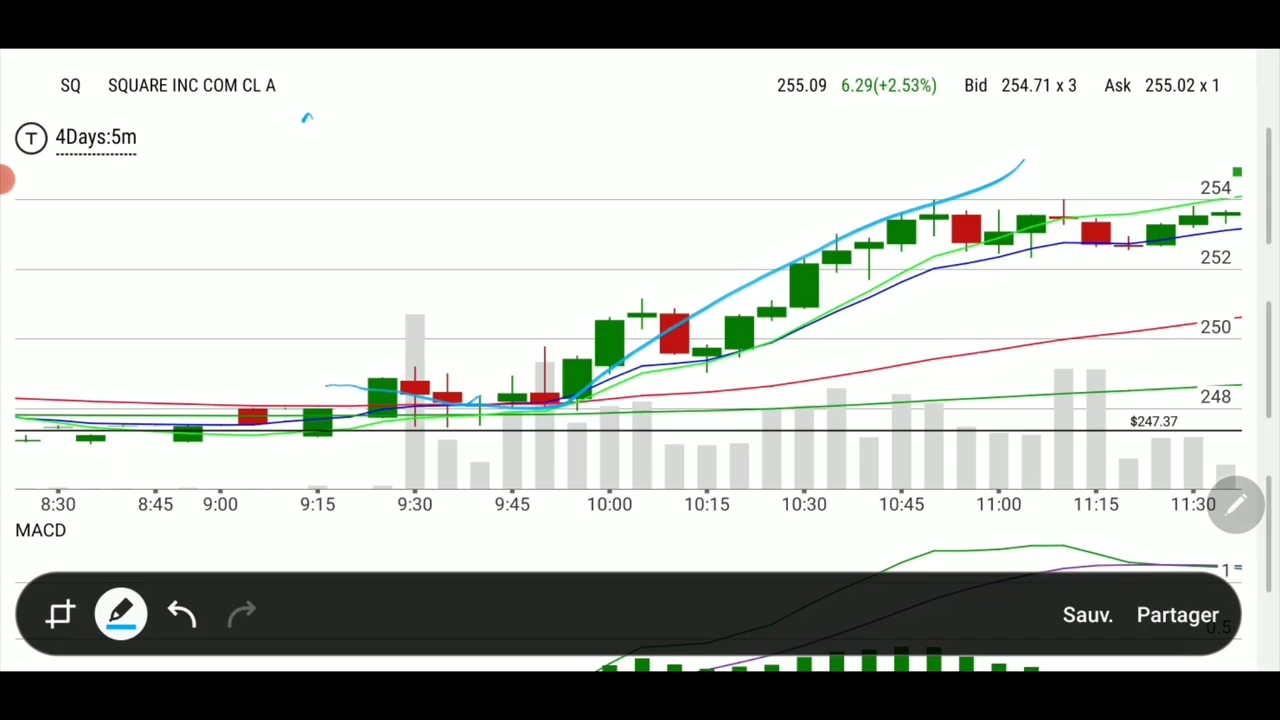 SQ SQUARE INC COM CL A 255.09 6.29(+2.53%) Bid 254.71 x 3 Ask 255.02 x 1
T 4Days:5m
254
252
250
248
$247.37
8:30 8:45 9:00 9:15 9:30 9:45 10:00 10:15 10:30 10:45 11:00 11:15 11:30
MACD
1
Sauv. Partager
0.5